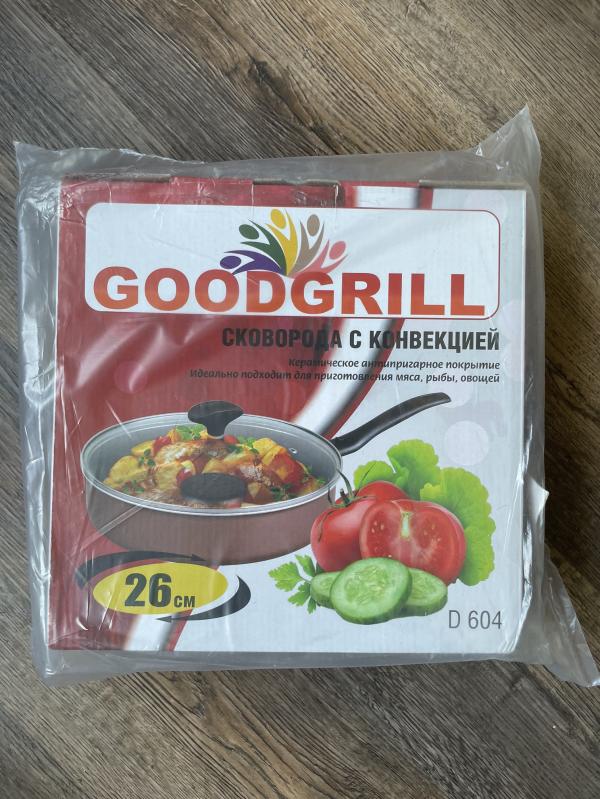 GOODGRILL
СКОВОРОДА С КОНВЕКЦИЕЙ
Керамическое антипригарное покрытие
Идеально подходит для приготовления мяса, рыбы, овощей
26 см
D 604